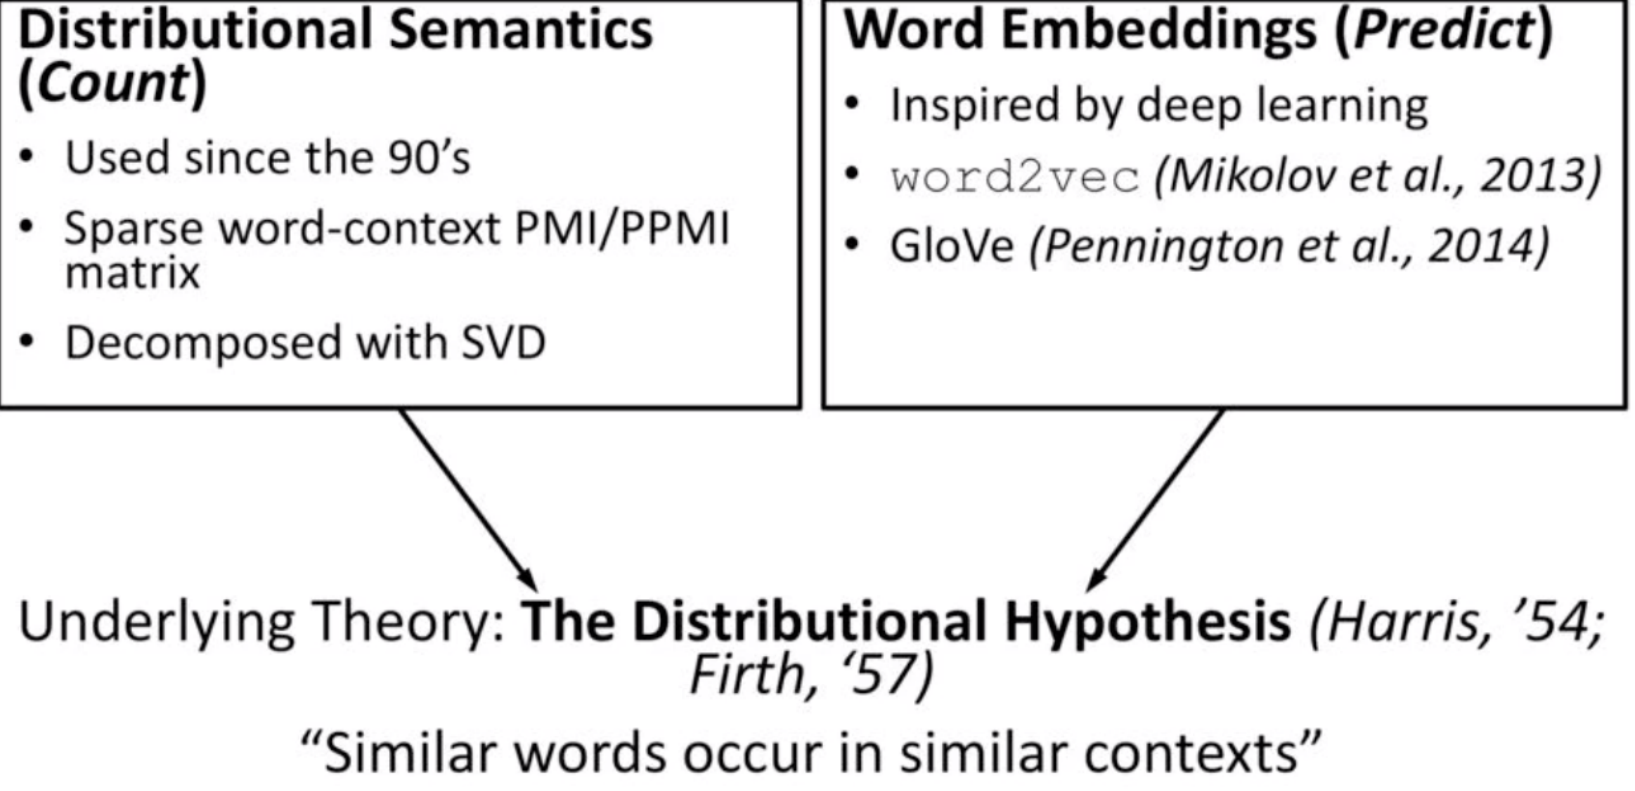 Distributional Semantics
(Count)
• Used since the 90’s
• Sparse word-context PMI/PPMI
matrix
• Decomposed with SVD
Word Embeddings (Predict)
• Inspired by deep learning
• word2vec (Mikolov et al., 2013)
• GloVe (Pennington et al., 2014)
Underlying Theory: The Distributional Hypothesis (Harris, ’54;
Firth, ‘57)
“Similar words occur in similar contexts”